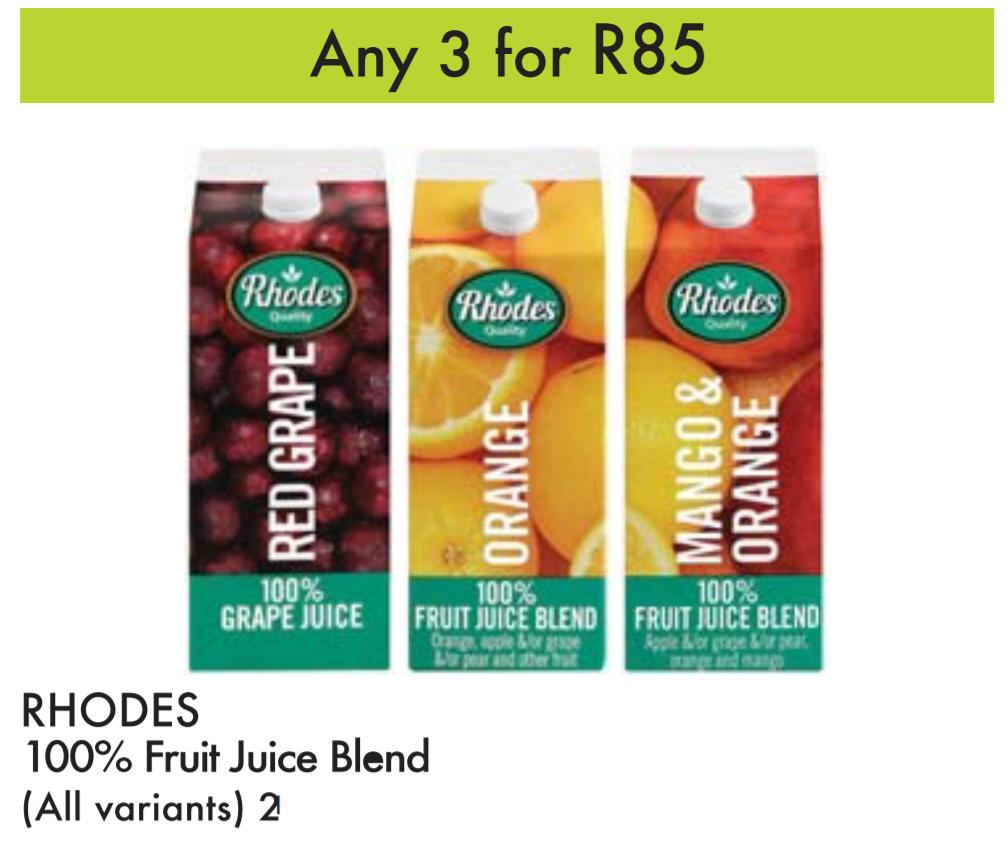 Any 3 for R85
Rhodes
Quality
RED GRAPE
100%
GRAPE JUICE
Rhodes
Quality
ORANGE
100%
FRUIT JUICE BLEND
Orange, apple &/or grape
&/or pear and other fruit
Rhodes
Quality
MANGO &
ORANGE
100%
FRUIT JUICE BLEND
Apple &/or grape &/or pear,
orange and mango
RHODES
100% Fruit Juice Blend
(All variants) 2l